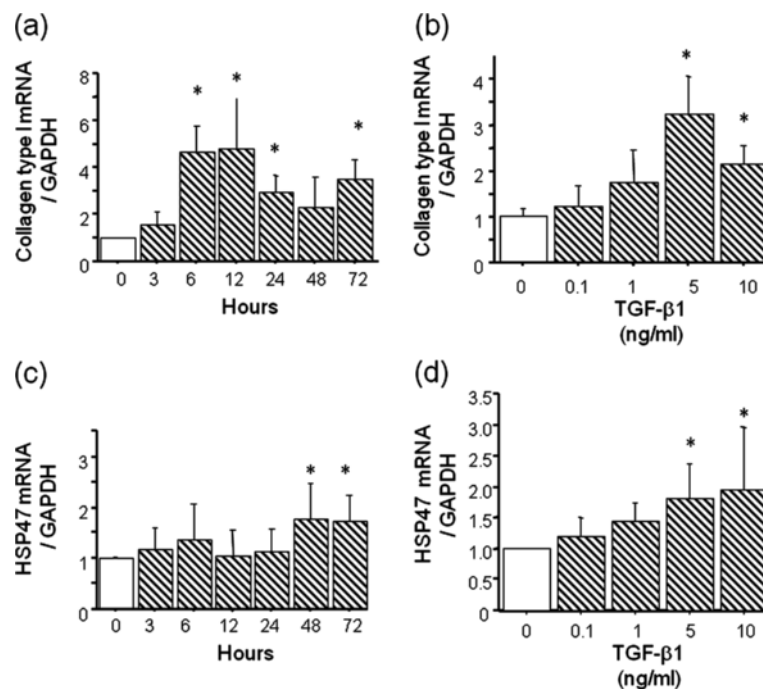 (a)
Collagen type I mRNA
/ GAPDH
8
6
4
2
0
*
*
*
*
0 3 6 12 24 48 72
Hours
(b)
Collagen type I mRNA
/ GAPDH
4
3
2
1
0
*
*
0 0.1 1 5 10
TGF-β1
(ng/ml)
(c)
HSP47 mRNA
/ GAPDH
3
2
1
0
* *
0 3 6 12 24 48 72
Hours
(d)
HSP47 mRNA
/ GAPDH
3.5
3.0
2.5
2.0
1.5
1.0
0.5
0
*
*
0 0.1 1 5 10
TGF-β1
(ng/ml)